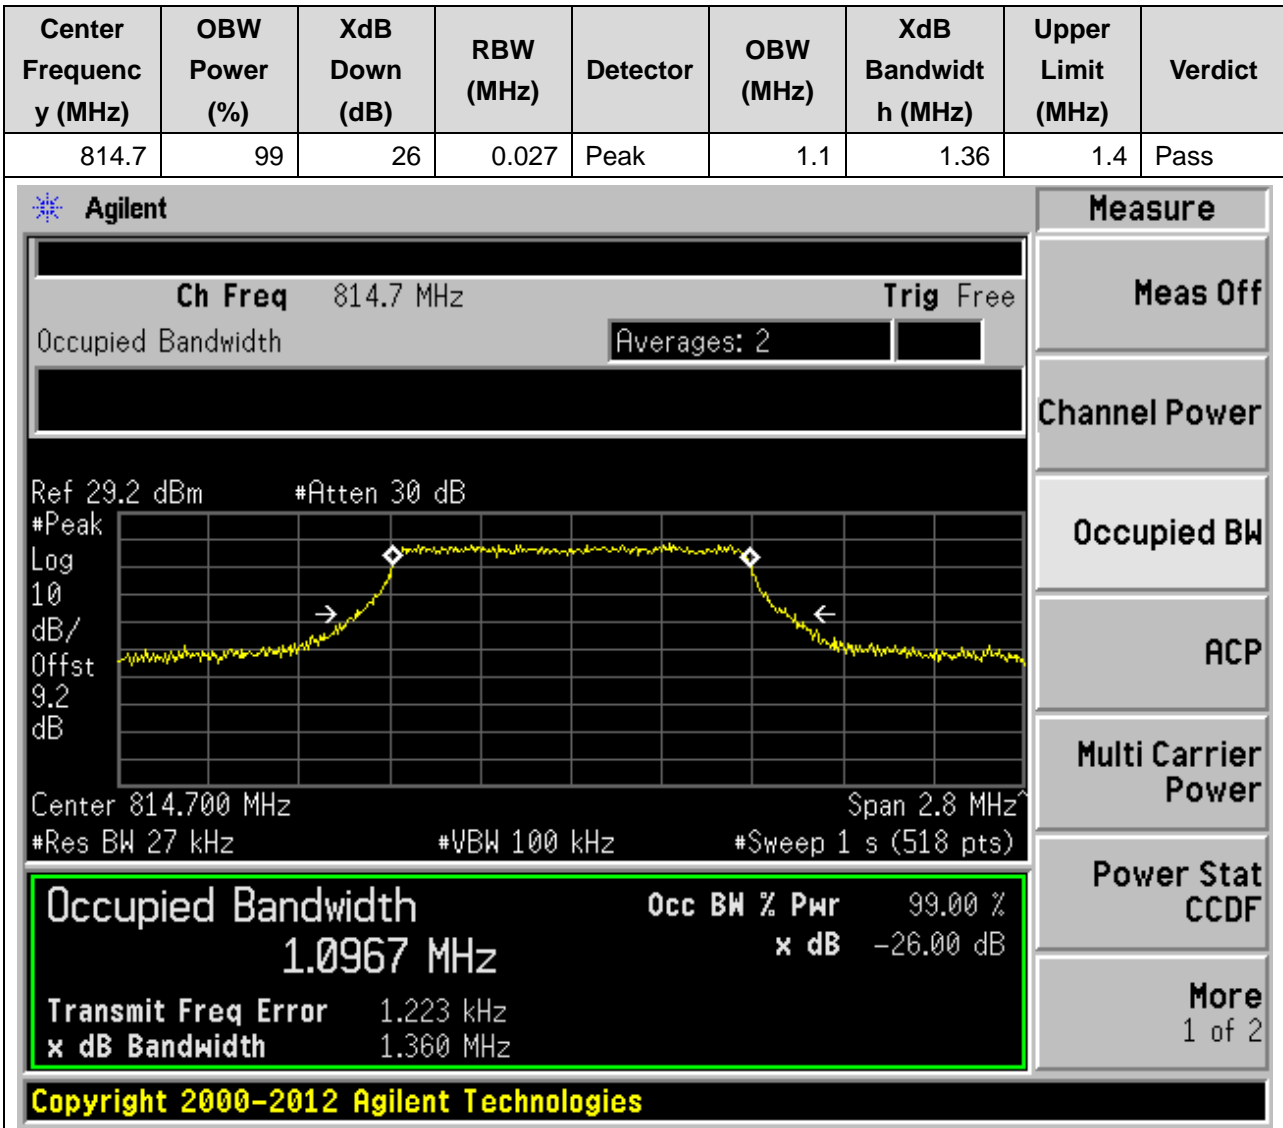 Center Frequenc y (MHz) OBW Power (%) XdB Down (dB) RBW (MHz) Detector OBW (MHz) XdB Bandwidt h (MHz) Upper Limit (MHz) Verdict
814.7 99 26 0.027 Peak 1.1 1.36 1.4 Pass
Agilent
Ch Freq 814.7 MHz Trig Free
Occupied Bandwidth Averages: 2
Ref 29.2 dBm #Atten 30 dB
#Peak
Log
10
dB/
Offst
9.2
dB
Center 814.700 MHz Span 2.8 MHz^
#Res BW 27 kHz #VBW 100 kHz #Sweep 1 s (518 pts)
Occupied Bandwidth Occ BW % Pwr 99.00 %
1.0967 MHz x dB -26.00 dB
Transmit Freq Error 1.223 kHz
x dB Bandwidth 1.360 MHz
Copyright 2000-2012 Agilent Technologies
Measure
Meas Off
Channel Power
Occupied BW
ACP
Multi Carrier
Power
Power Stat
CCDF
More
1 of 2